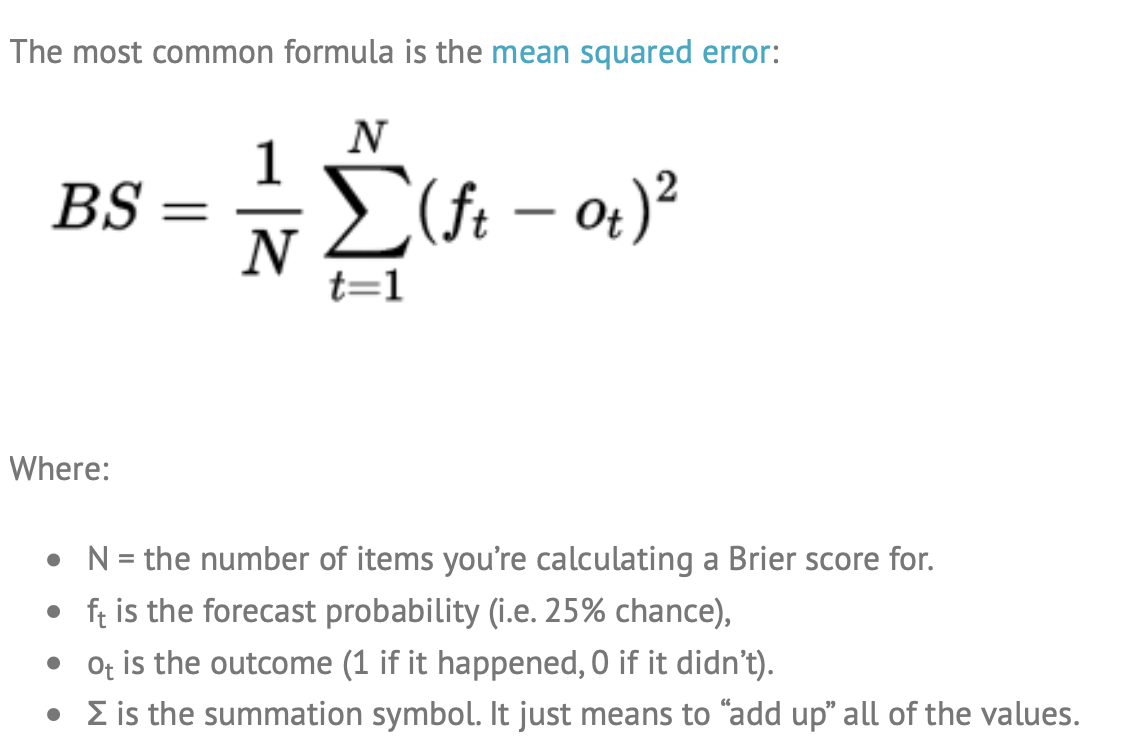 The most common formula is the mean squared error:
BS = \frac{1}{N} \sum_{t=1}^{N} (f_t - o_t)^2
Where:
• N = the number of items you’re calculating a Brier score for.
• fₜ is the forecast probability (i.e. 25% chance),
• oₜ is the outcome (1 if it happened, 0 if it didn’t).
• Σ is the summation symbol. It just means to “add up” all of the values.